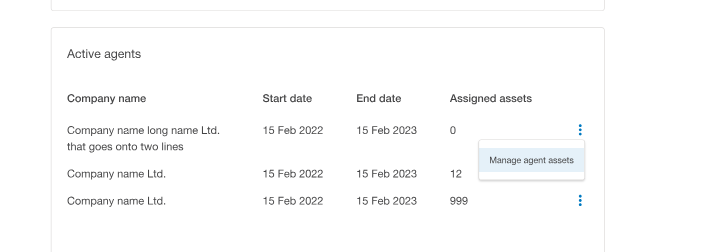 Active agents
Company name Start date End date Assigned assets
Company name long name Ltd. 15 Feb 2022 15 Feb 2023 0
that goes onto two lines
Manage agent assets
Company name Ltd. 15 Feb 2022 15 Feb 2023 12
Company name Ltd. 15 Feb 2022 15 Feb 2023 999